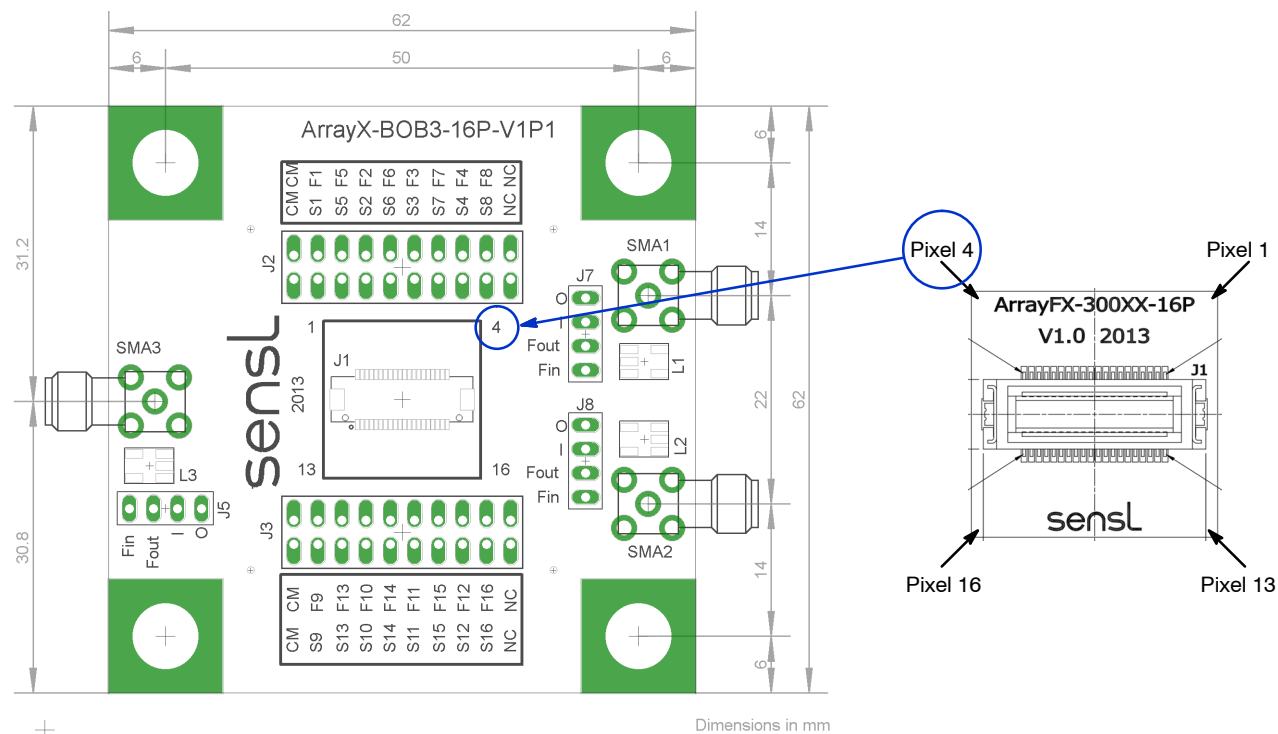 62
6
50
6
ArrayX-BOB3-16P-V1P1
CM CM
S1 F1
S5 F5
S2 F2
S6 F6
S3 F3
S7 F7
S4 F4
S8 F8
NC NC
J2
31.2
30.8
SMA3
L3
Fin
Fout
I
O
J5
sensL
2013
1
4
J1
13
16
J3
CM CM
S9 F9
S13 F13
S10 F10
S14 F14
S11 F11
S15 F15
S12 F12
S16 F16
NC NC
SMA1
J7
O
I
Fout
Fin
L1
J8
O
I
Fout
Fin
L2
SMA2
6
14
22
62
14
6
Dimensions in mm
Pixel 4
Pixel 1
ArrayFX-300XX-16P
V1.0 2013
J1
sensL
Pixel 16
Pixel 13